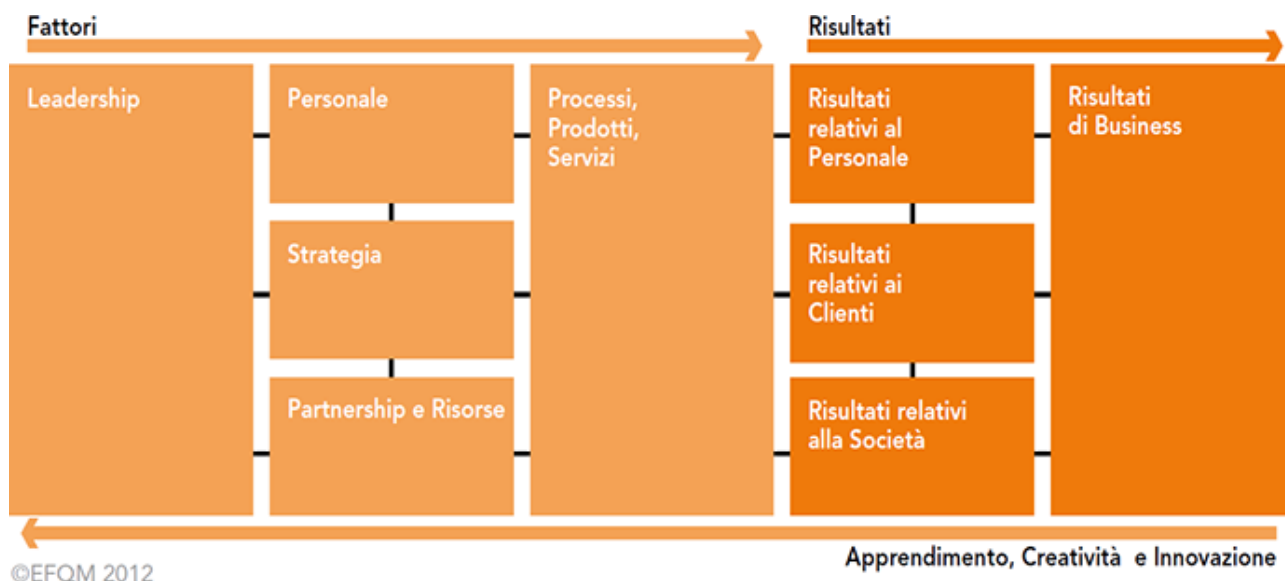 Fattori
Risultati
Leadership
Personale
Processi,
Prodotti,
Servizi
Risultati
relativi al
Personale
Risultati
di Business
Strategia
Risultati
relativi ai
Clienti
Partnership e Risorse
Risultati relativi
alla Società
Apprendimento, Creatività e Innovazione
©EFQM 2012